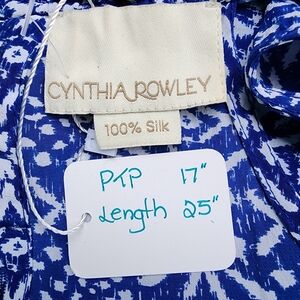 CYNTHIA ROWLEY
100% Silk
PTP 17"
Length 25"